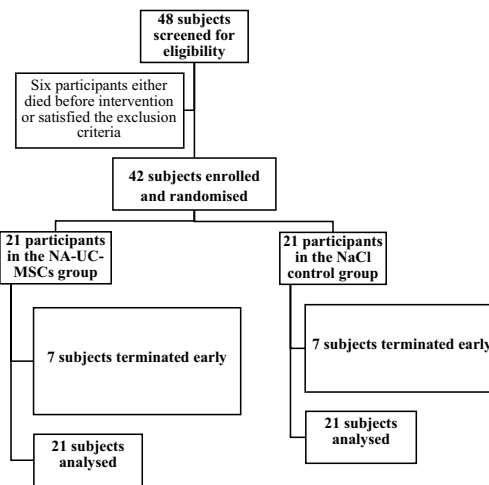 48 subjects
screened for
eligibility
Six participants either
died before intervention
or satisfied the exclusion
criteria
42 subjects enrolled
and randomised
21 participants
in the NA-UC-
MSCs group
21 participants
in the NaCl
control group
7 subjects terminated early
7 subjects terminated early
21 subjects
analysed
21 subjects
analysed